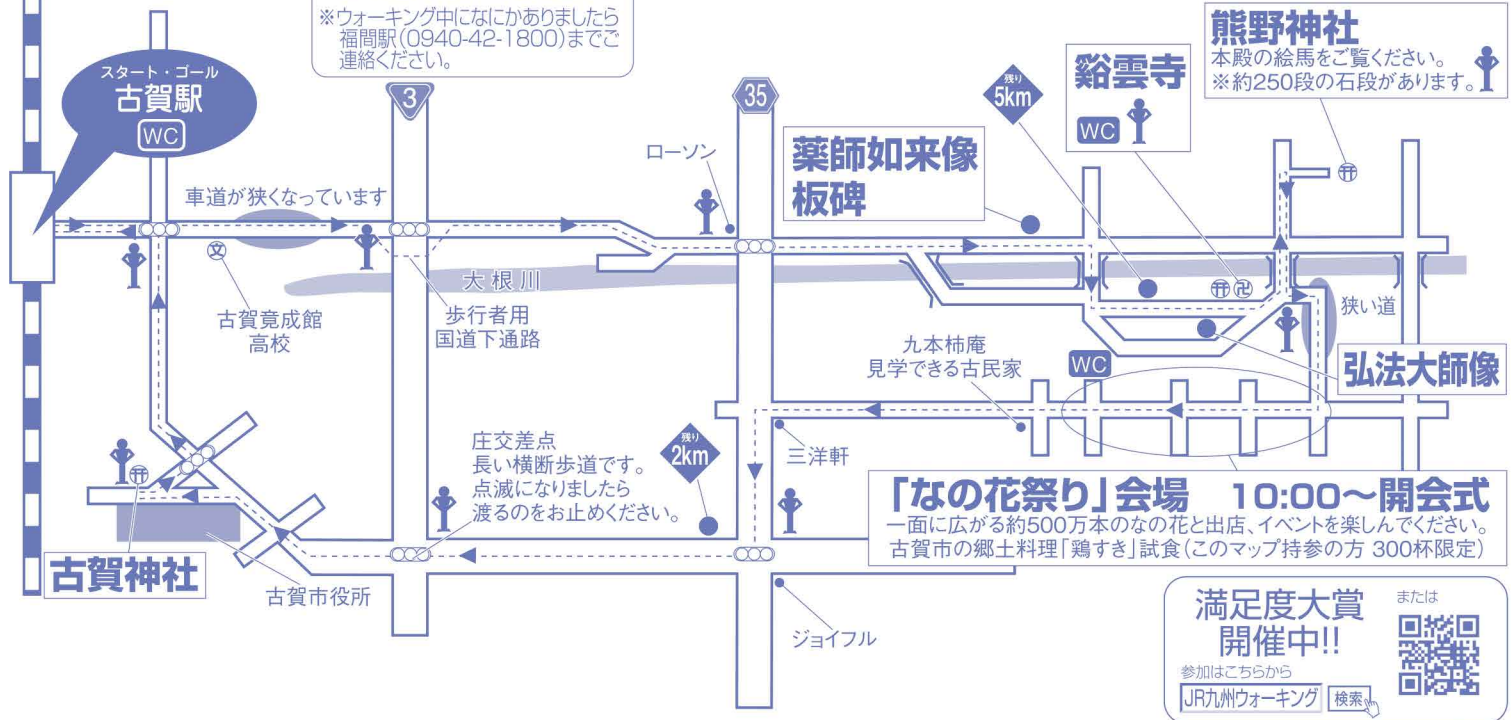 ※ウォーキング中になにかありましたら
福間駅(0940-42-1800)までご
連絡ください。
スタート・ゴール
古賀駅
WC
3
35
残り
5km
谿雲寺
WC
熊野神社
本殿の絵馬をご覧ください。
※約250段の石段があります。
ローソン
薬師如来像
板碑
車道が狭くなっています
文
大根川
古賀竟成館
高校
歩行者用
国道下通路
狭い道
九本柿庵
見学できる古民家
WC
弘法大師像
庄交差点
長い横断歩道です。
点滅になりましたら
渡るのをお止めください。
残り
2km
三洋軒
「なの花祭り」会場 10:00〜開会式
一面に広がる約500万本のなの花と出店、イベントを楽しんでください。
古賀市の郷土料理「鶏すき」試食(このマップ持参の方 300杯限定)
古賀神社
古賀市役所
ジョイフル
満足度大賞
開催中!!
または
参加はこちらから
JR九州ウォーキング 検索